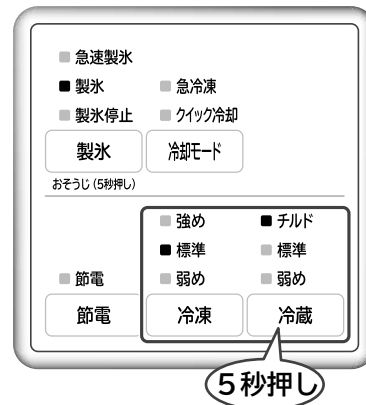 急速製氷
製氷
急冷凍
製氷停止
クイック冷却
製氷
冷却モード
おそうじ（5秒押し）
強め
チルド
標準
標準
節電
弱め
弱め
節電
冷凍
冷蔵
5秒押し